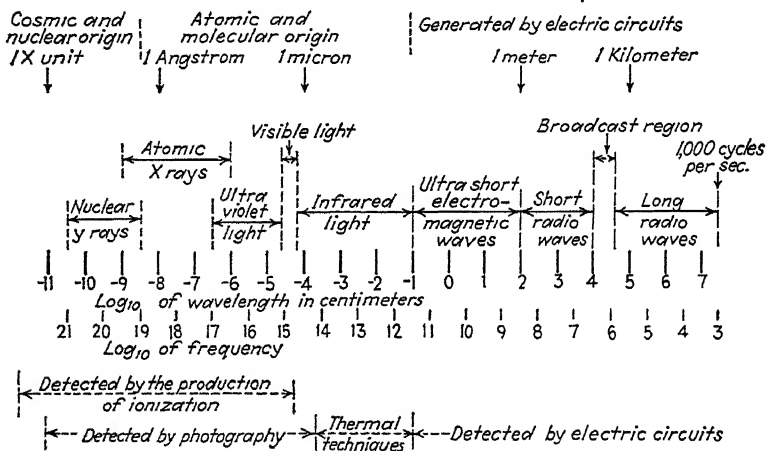 Cosmic and nuclear origin
Atomic and molecular origin
Generated by electric circuits
1 X unit
1 Angstrom
1 micron
1 meter
1 Kilometer
Visible light
Broadcast region
Atomic X rays
1,000 cycles per sec.
Nuclear γ rays
Ultra violet light
Infrared light
Ultra short electro-magnetic waves
Short radio waves
Long radio waves
-11 -10 -9 -8 -7 -6 -5 -4 -3 -2 -1 0 1 2 3 4 5 6 7
Log10 of wavelength in centimeters
21 20 19 18 17 16 15 14 13 12 11 10 9 8 7 6 5 4 3
Log10 of frequency
Detected by the production of ionization
Detected by photography
Thermal techniques
Detected by electric circuits